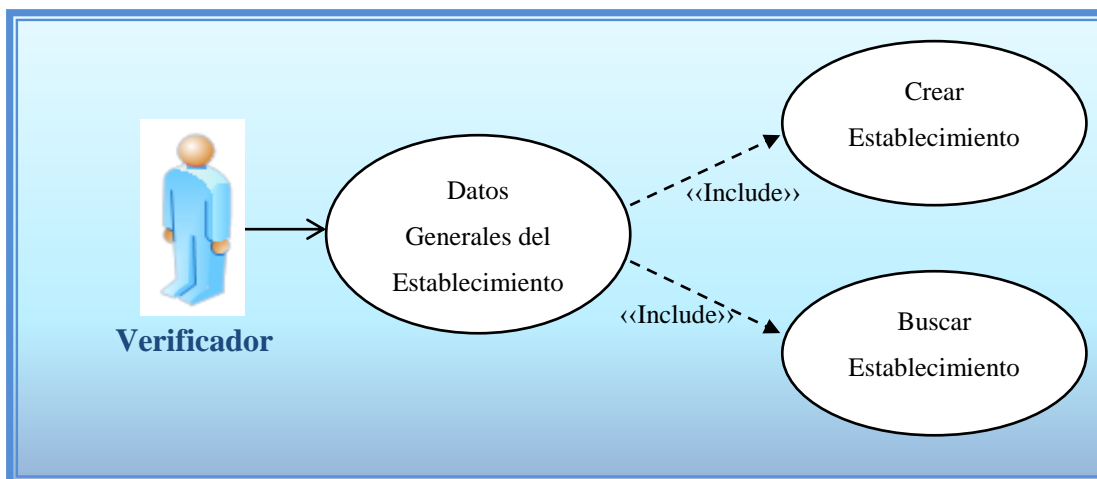 Crear
Establecimiento
‹‹Include››
Datos
Generales del
Establecimiento
‹‹Include››
Verificador
Buscar
Establecimiento